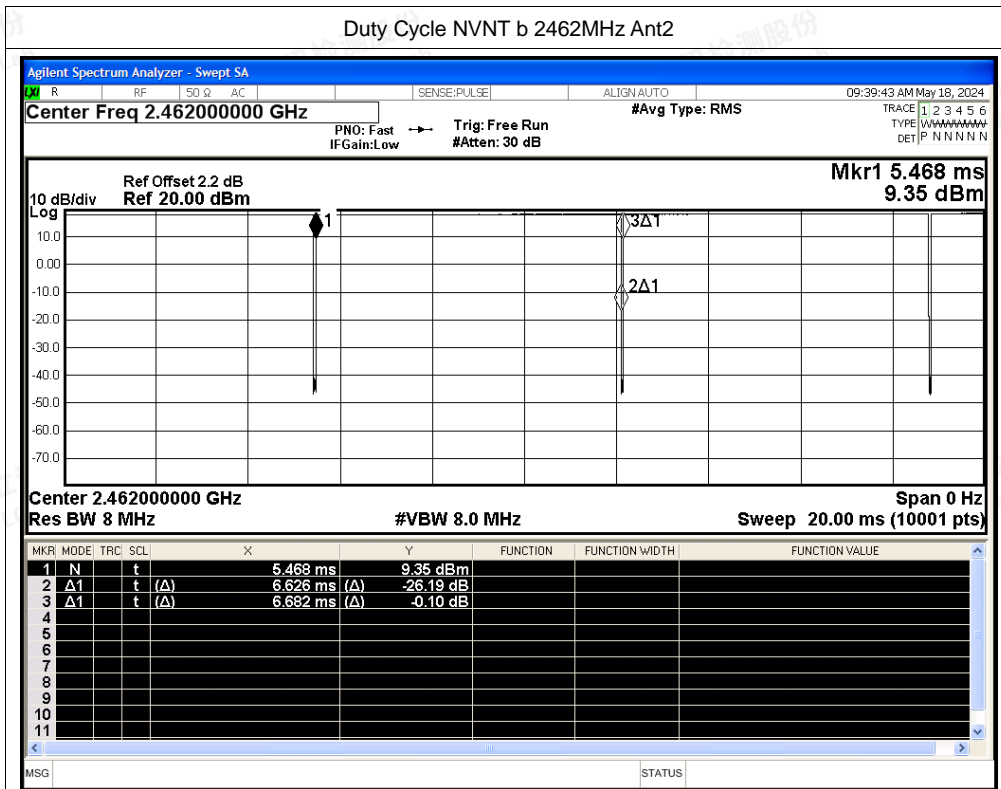 Duty Cycle NVNT b 2462MHz Ant2
Agilent Spectrum Analyzer - Swept SA
LXI R RF 50 Ω AC SENSE:PULSE ALIGN AUTO 09:39:43 AM May 18, 2024
Center Freq 2.462000000 GHz #Avg Type: RMS TRACE 1 2 3 4 5 6
PNO: Fast Trig: Free Run TYPE WWWWWW
IFGain:Low #Atten: 30 dB DET P N N N N N
Mkr1 5.468 ms
Ref Offset 2.2 dB
10 dB/div Ref 20.00 dBm 9.35 dBm
Log
1 3Δ1
10.0
0.00
2Δ1
-10.0
-20.0
-30.0
-40.0
-50.0
-60.0
-70.0
Center 2.462000000 GHz Span 0 Hz
Res BW 8 MHz #VBW 8.0 MHz Sweep 20.00 ms (10001 pts)
MKR MODE TRC SCL X Y FUNCTION FUNCTION WIDTH FUNCTION VALUE
1 N t 5.468 ms 9.35 dBm
2 Δ1 t (Δ) 6.626 ms (Δ) -26.19 dB
3 Δ1 t (Δ) 6.682 ms (Δ) -0.10 dB
4
5
6
7
8
9
10
11
MSG STATUS